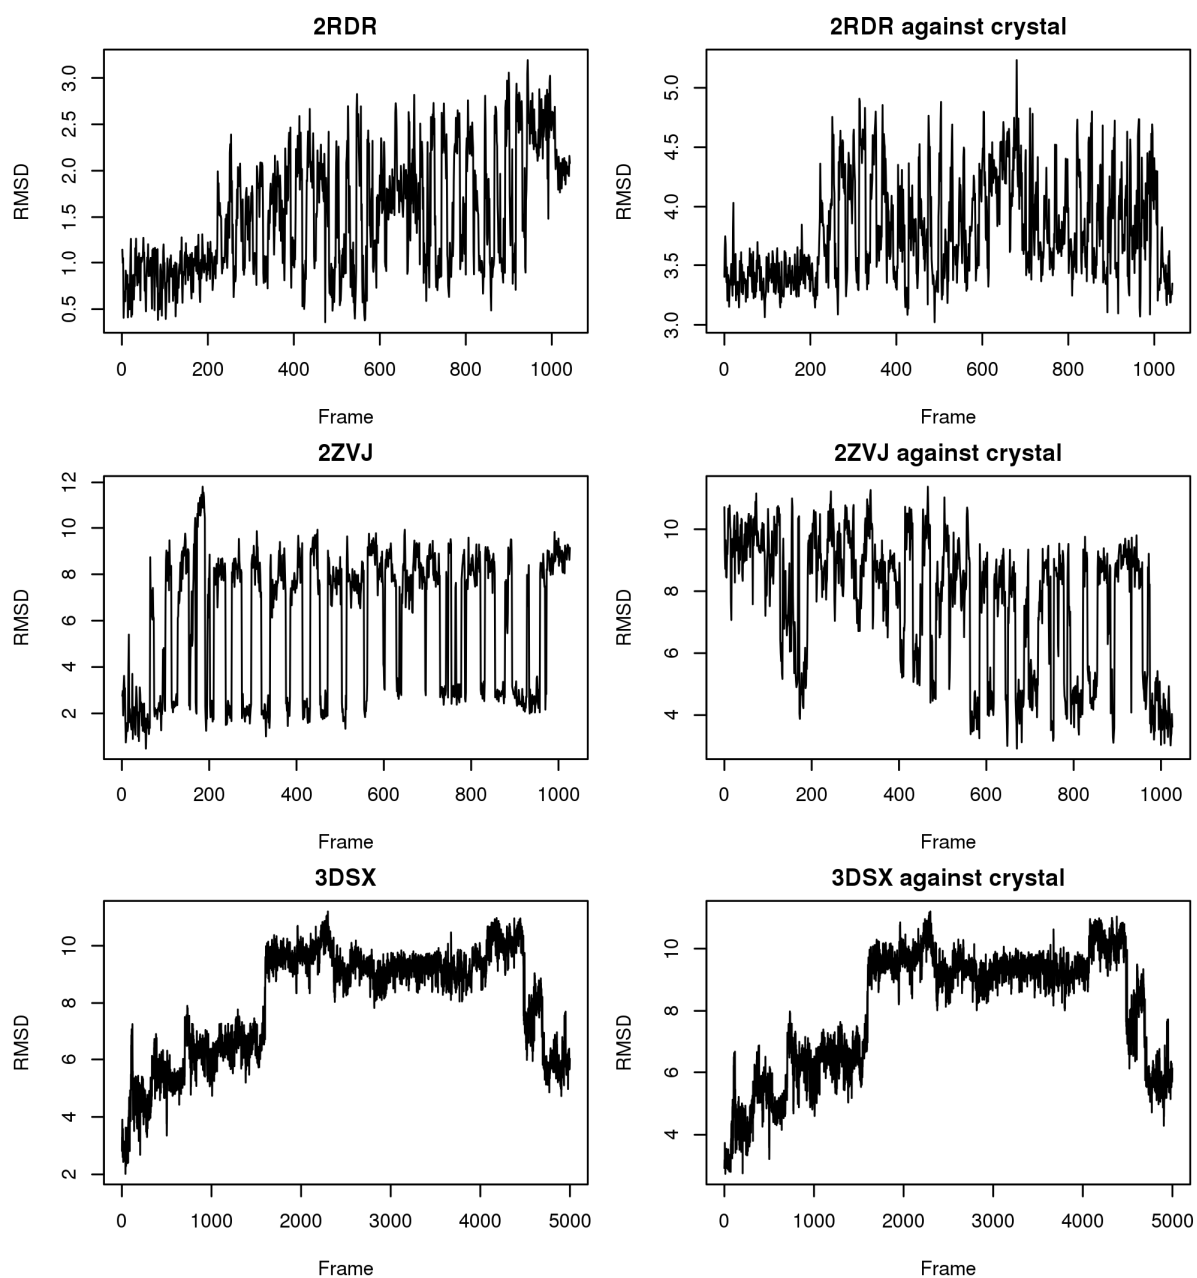 2RDR
RMSD
3.0
2.5
2.0
1.5
1.0
0.5
0 200 400 600 800 1000
Frame
2RDR against crystal
RMSD
5.0
4.5
4.0
3.5
3.0
0 200 400 600 800 1000
Frame
2ZVJ
RMSD
12
10
8
6
4
2
0 200 400 600 800 1000
Frame
2ZVJ against crystal
RMSD
10
8
6
4
0 200 400 600 800 1000
Frame
3DSX
RMSD
10
8
6
4
2
0 1000 2000 3000 4000 5000
Frame
3DSX against crystal
RMSD
10
8
6
4
0 1000 2000 3000 4000 5000
Frame